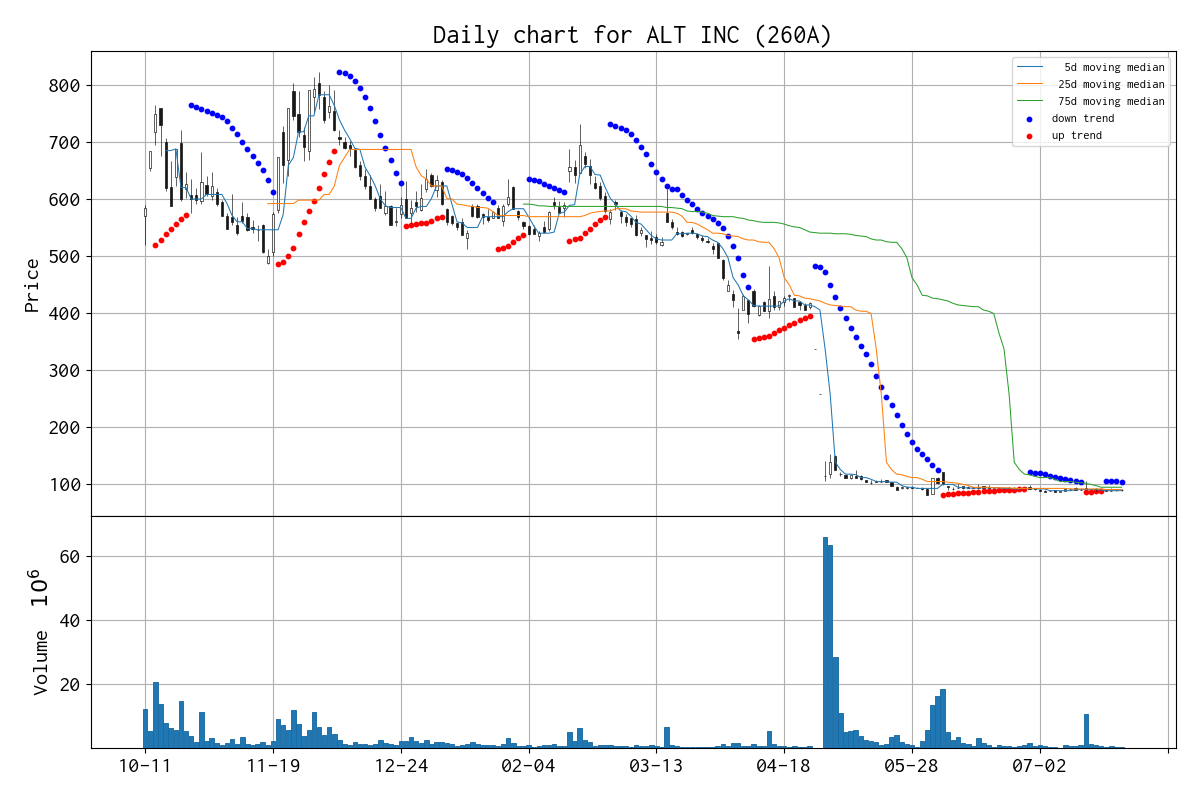 Daily chart for ALT INC (260A)
5d moving median
25d moving median
75d moving median
down trend
up trend
Price
800
700
600
500
400
300
200
100
Volume 10^6
60
40
20
10-11 11-19 12-24 02-04 03-13 04-18 05-28 07-02